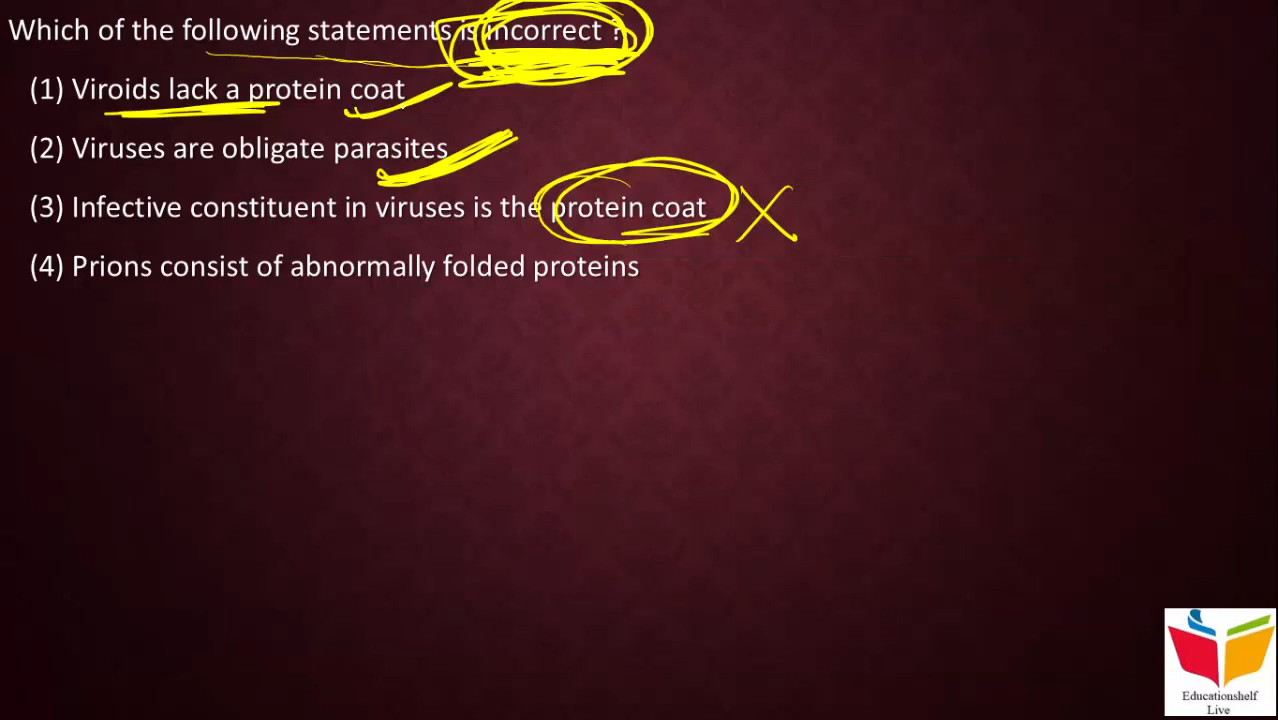 Which of the following statements is incorrect ?
(1) Viroids lack a protein coat
(2) Viruses are obligate parasites
(3) Infective constituent in viruses is the protein coat
(4) Prions consist of abnormally folded proteins
Educationshelf
Live